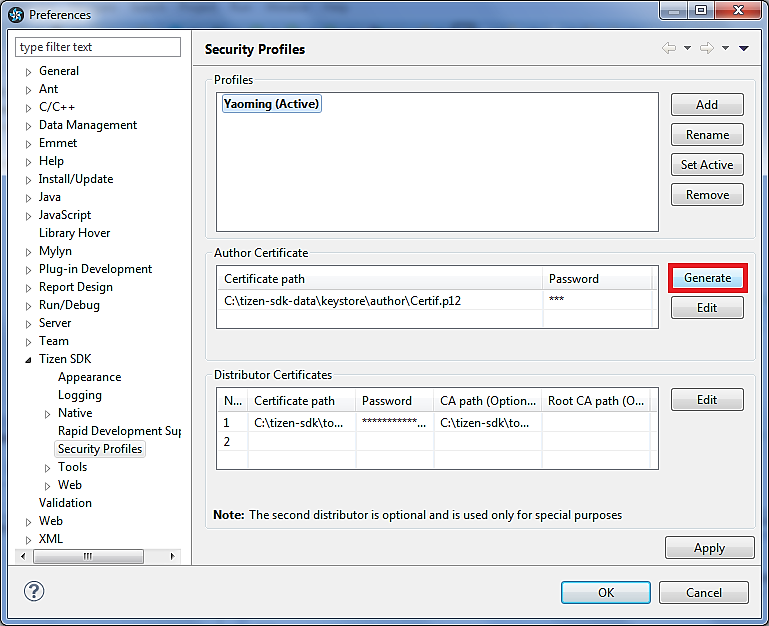 Preferences
type filter text
General
Ant
C/C++
Data Management
Emmet
Help
Install/Update
Java
JavaScript
Library Hover
Mylyn
Plug-in Development
Report Design
Run/Debug
Server
Team
Tizen SDK
Appearance
Logging
Native
Rapid Development Sup
Security Profiles
Tools
Web
Validation
Web
XML
Security Profiles
Profiles
Yaoming (Active)
Add
Rename
Set Active
Remove
Author Certificate
Certificate path Password
C:\tizen-sdk-data\keystore\author\Certif.p12 ***
Generate
Edit
Distributor Certificates
N... Certificate path Password CA path (Option... Root CA path (O...
1 C:\tizen-sdk\to... ***********... C:\tizen-sdk\to...
2
Edit
Note: The second distributor is optional and is used only for special purposes
Apply
?
OK Cancel